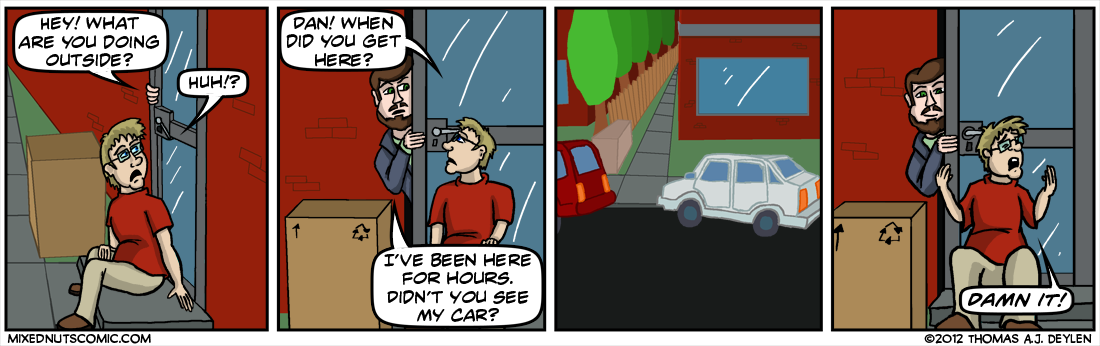 HEY! WHAT
ARE YOU DOING
OUTSIDE?
HUH!?
DAN! WHEN
DID YOU GET
HERE?
I'VE BEEN HERE
FOR HOURS.
DIDN'T YOU SEE
MY CAR?
DAMN IT!
MIXEDNUTSCOMIC.COM
©2012 THOMAS A.J. DEYLEN